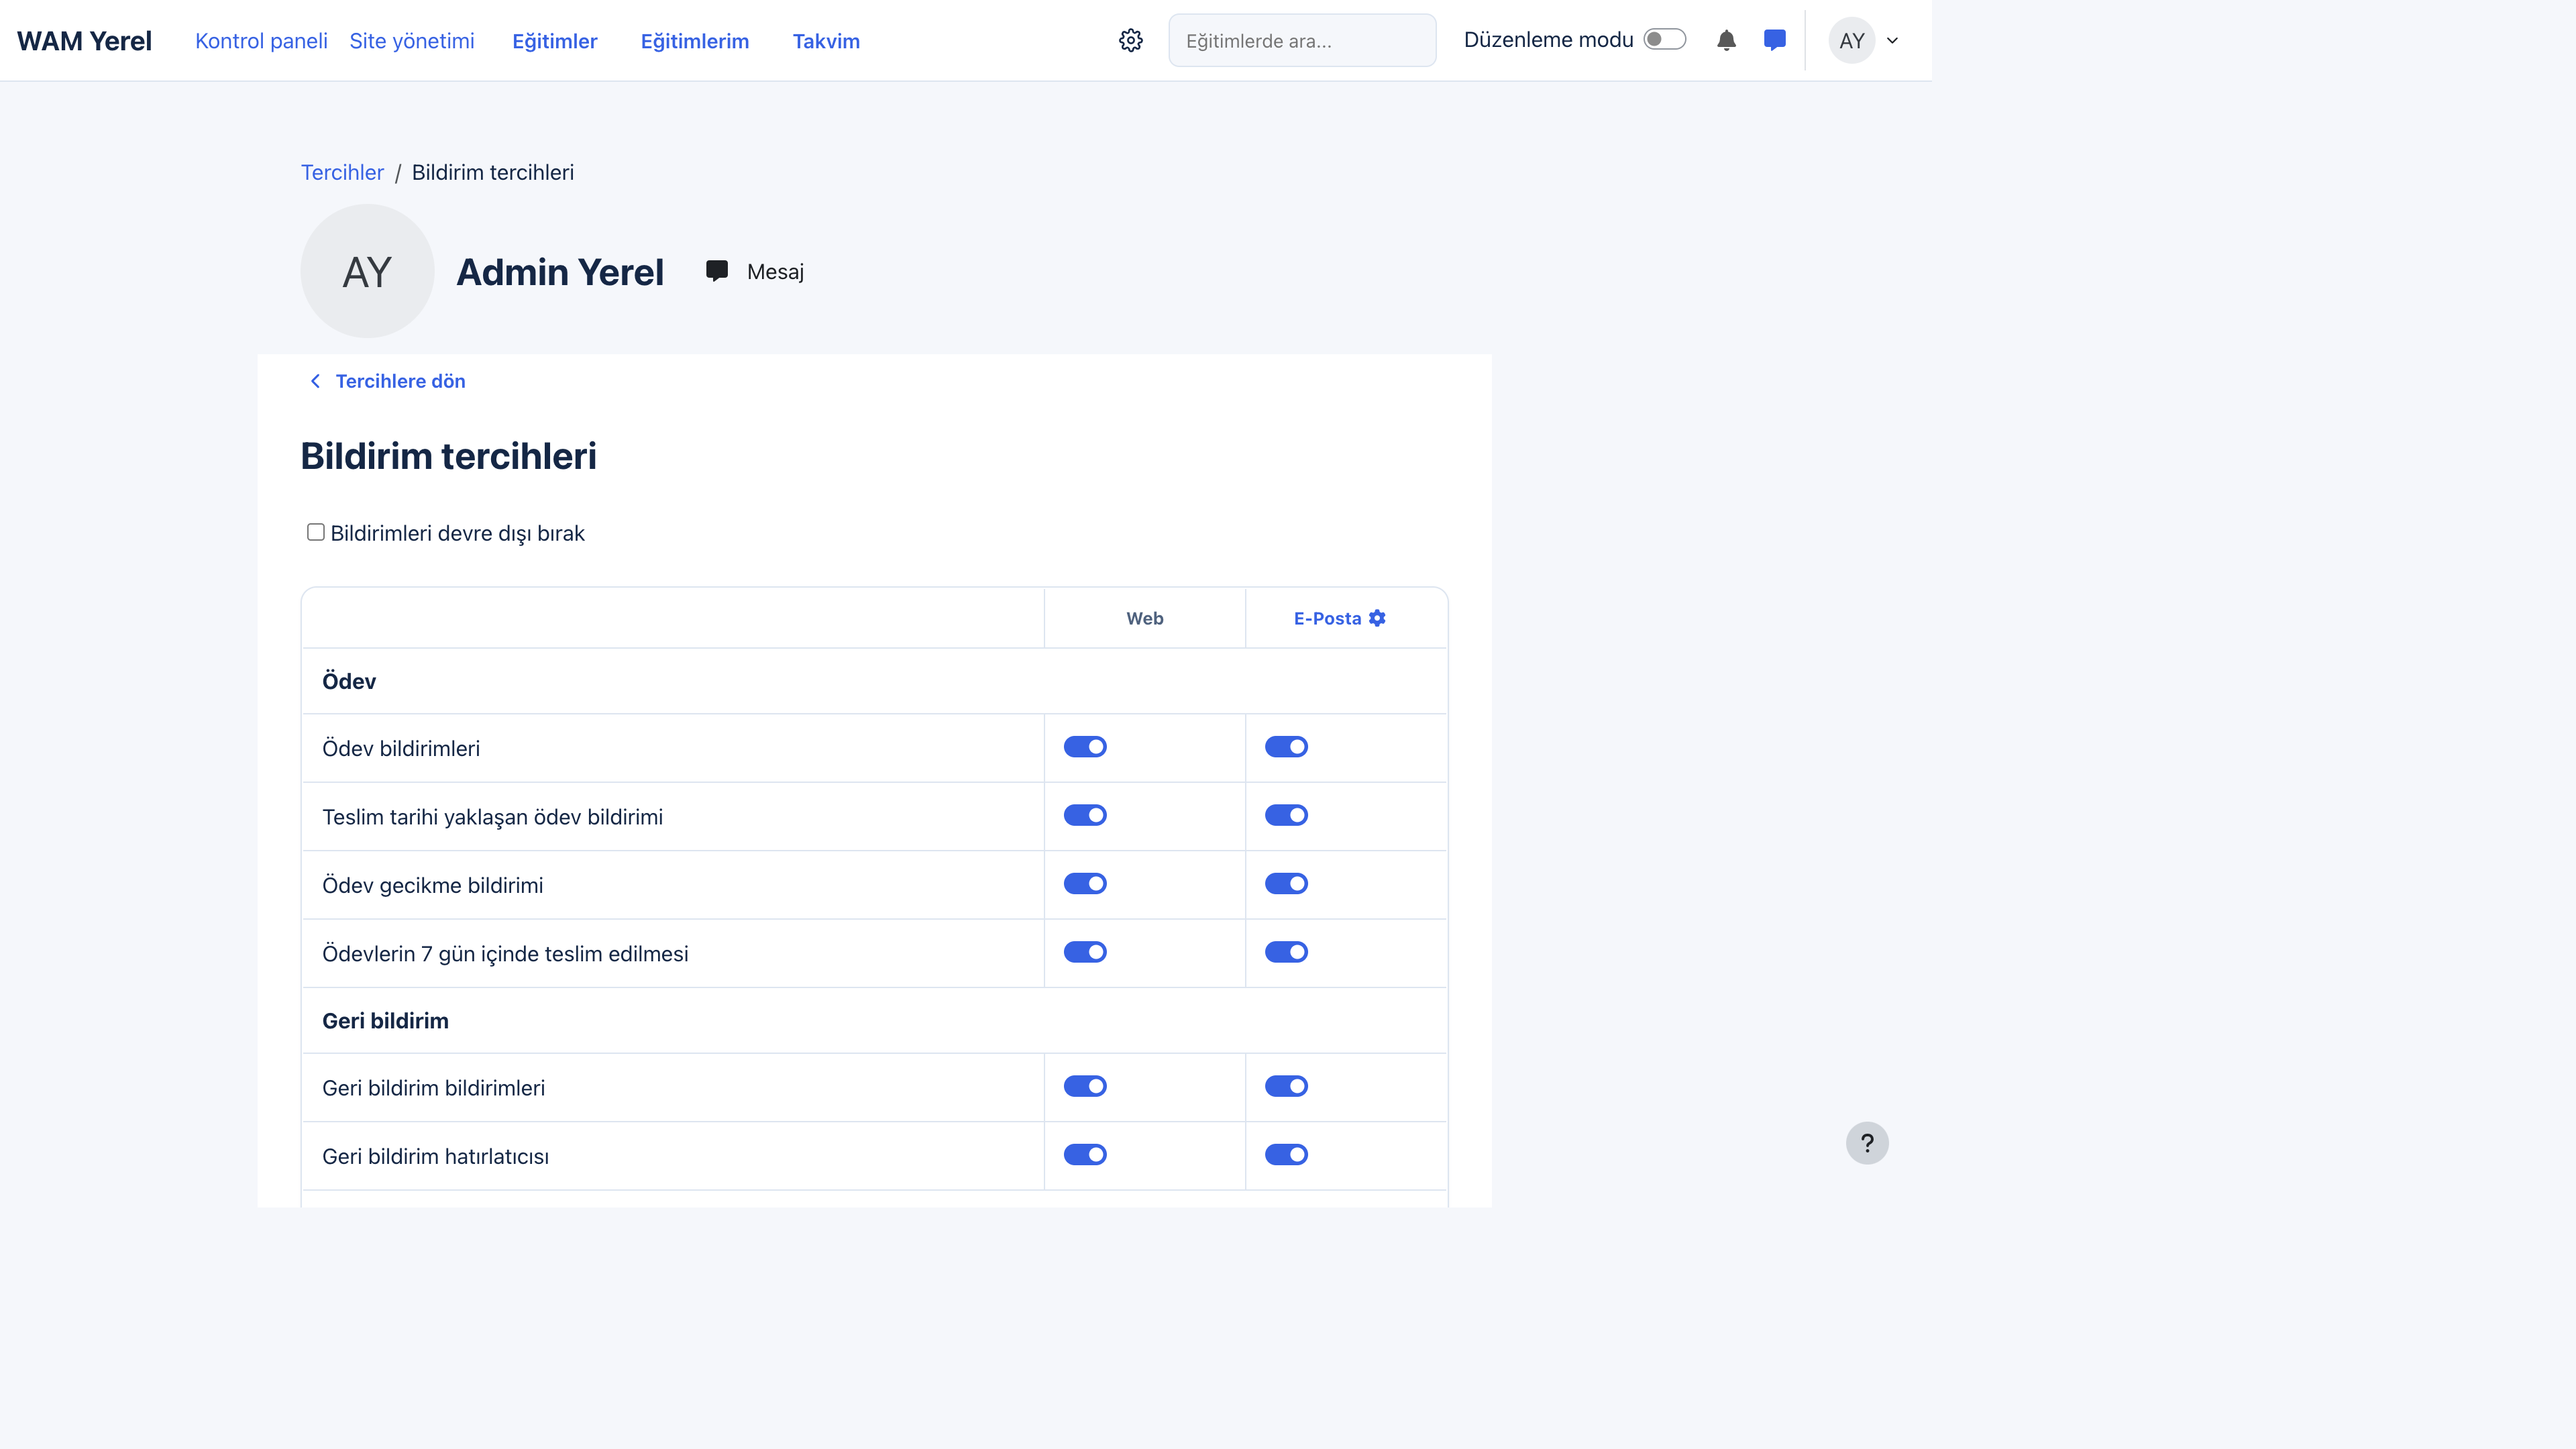 WAM Yerel Kontrol paneli Site yönetimi Eğitimler Eğitimlerim Takvim Eğitimlerde ara... Düzenleme modu AY
Tercihler / Bildirim tercihleri
AY Admin Yerel Mesaj
Tercihlere dön
Bildirim tercihleri
Bildirimleri devre dışı bırak
Web E-Posta
Ödev
Ödev bildirimleri
Teslim tarihi yaklaşan ödev bildirimi
Ödev gecikme bildirimi
Ödevlerin 7 gün içinde teslim edilmesi
Geri bildirim
Geri bildirim bildirimleri
Geri bildirim hatırlatıcısı
?